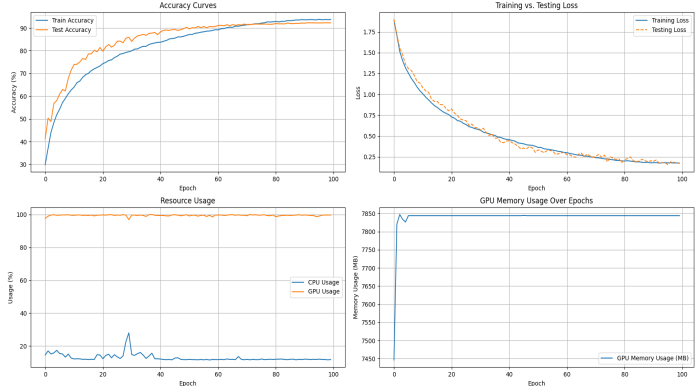 Accuracy Curves
Train Accuracy
Test Accuracy
Accuracy (%)
90
80
70
60
50
40
30
0
20
40
60
80
100
Epoch
Training vs. Testing Loss
Training Loss
Testing Loss
Loss
1.75
1.50
1.25
1.00
0.75
0.50
0.25
0
20
40
60
80
100
Epoch
Resource Usage
CPU Usage
GPU Usage
Usage (%)
100
80
60
40
20
0
20
40
60
80
100
Epoch
GPU Memory Usage Over Epochs
GPU Memory Usage (MB)
Memory Usage (MB)
7850
7800
7750
7700
7650
7600
7550
7500
7450
0
20
40
60
80
100
Epoch